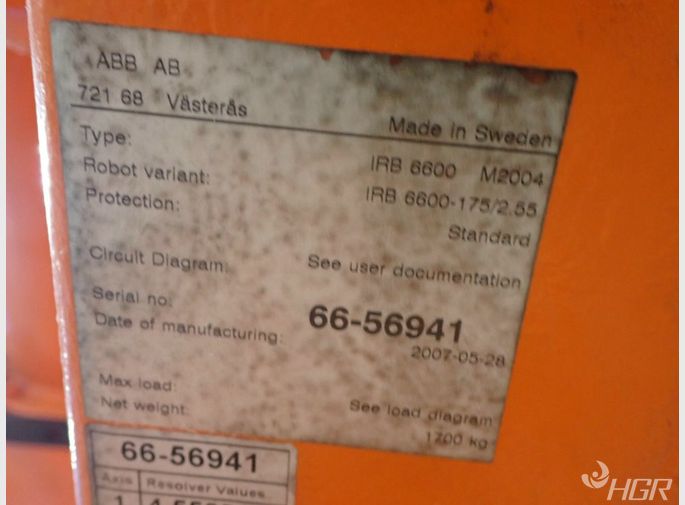 ABB AB
721 68 Västerås
Made in Sweden
Type: IRB 6600 M2004
Robot variant: IRB 6600-175/2.55
Protection: Standard
Circuit Diagram: See user documentation
Serial no: 66-56941
Date of manufacturing: 2007-05-28
Max load: See load diagram
Net weight: 1700 kg
66-56941
Axis Resolver Values
1
HGR